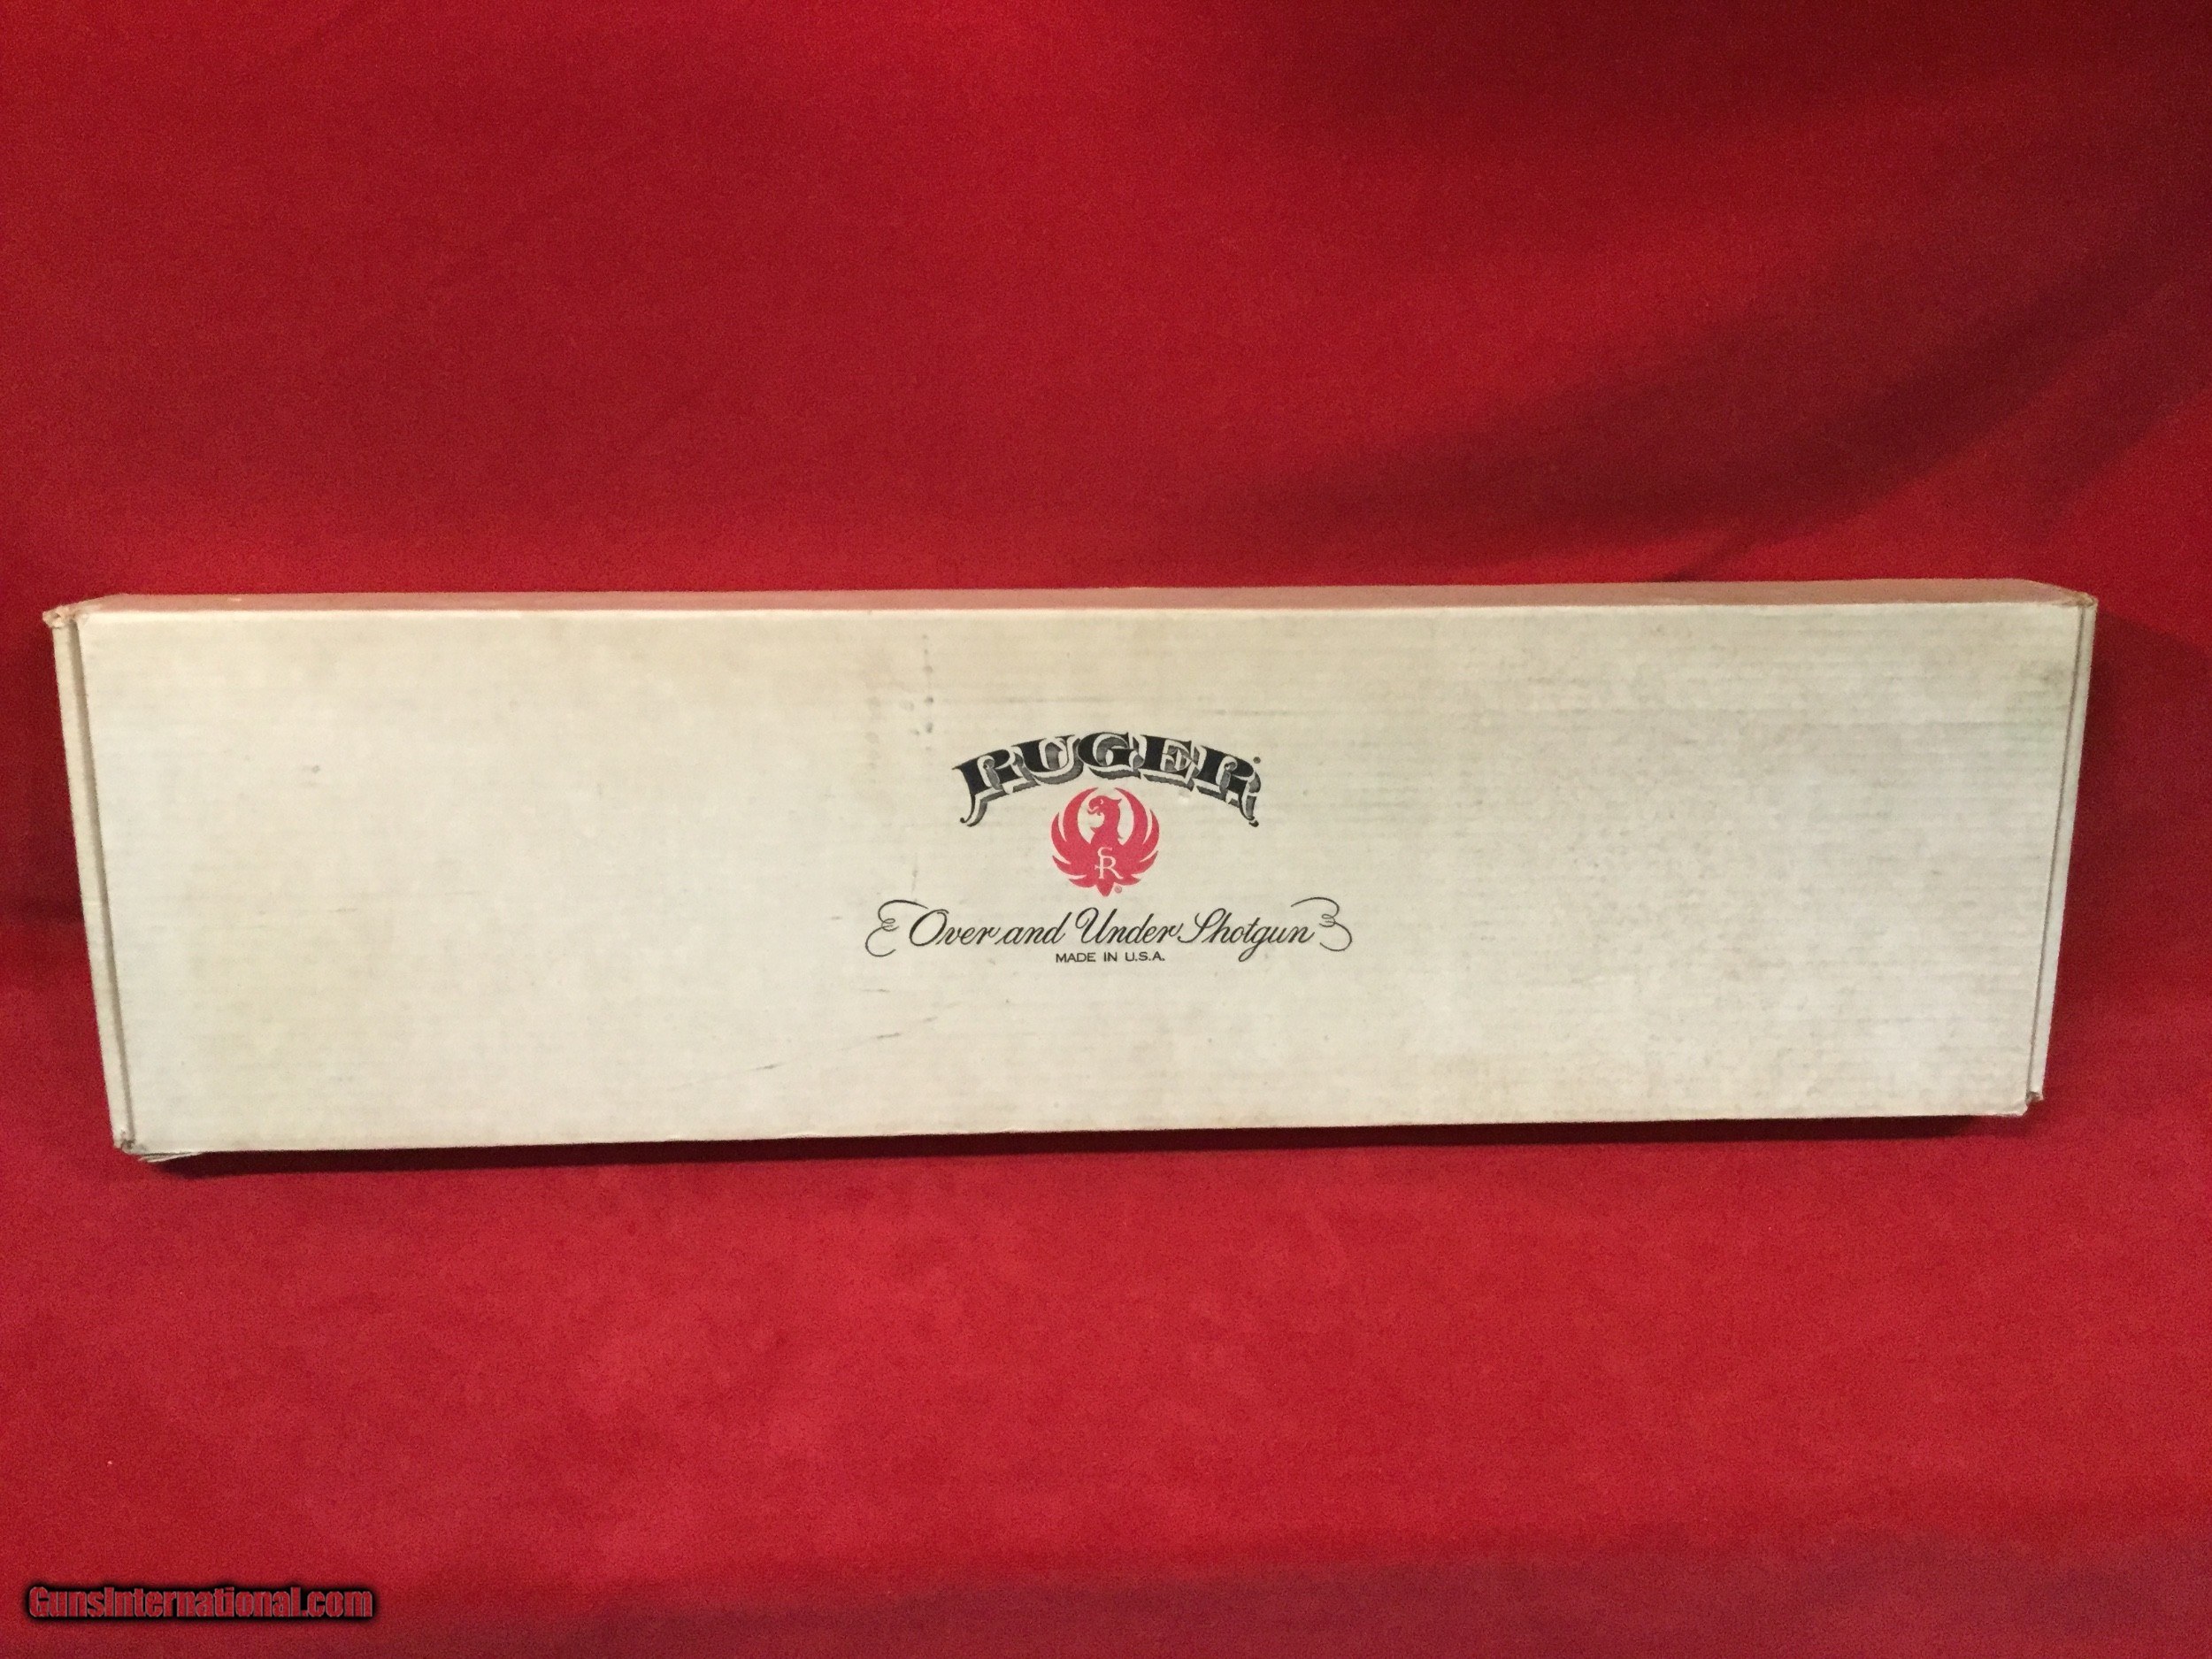 RUGER®
SR ®
Over and Under Shotgun
MADE IN U.S.A.
GunsInternational.com